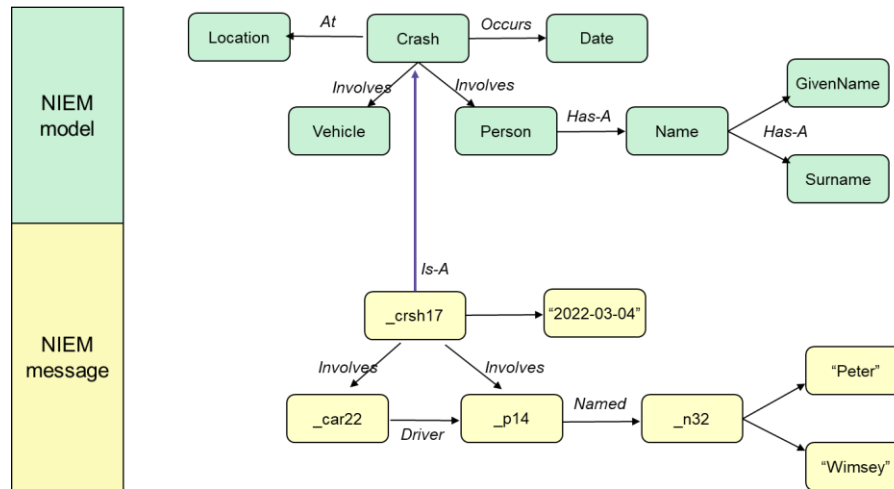 NIEM
model
Location
At
Crash
Occurs
Date
Involves
Involves
Vehicle
Person
Has-A
Name
GivenName
Has-A
Surname
NIEM
message
Is-A
_crsh17
“2022-03-04”
Involves
Involves
_car22
Driver
_p14
Named
_n32
“Peter”
“Wimsey”